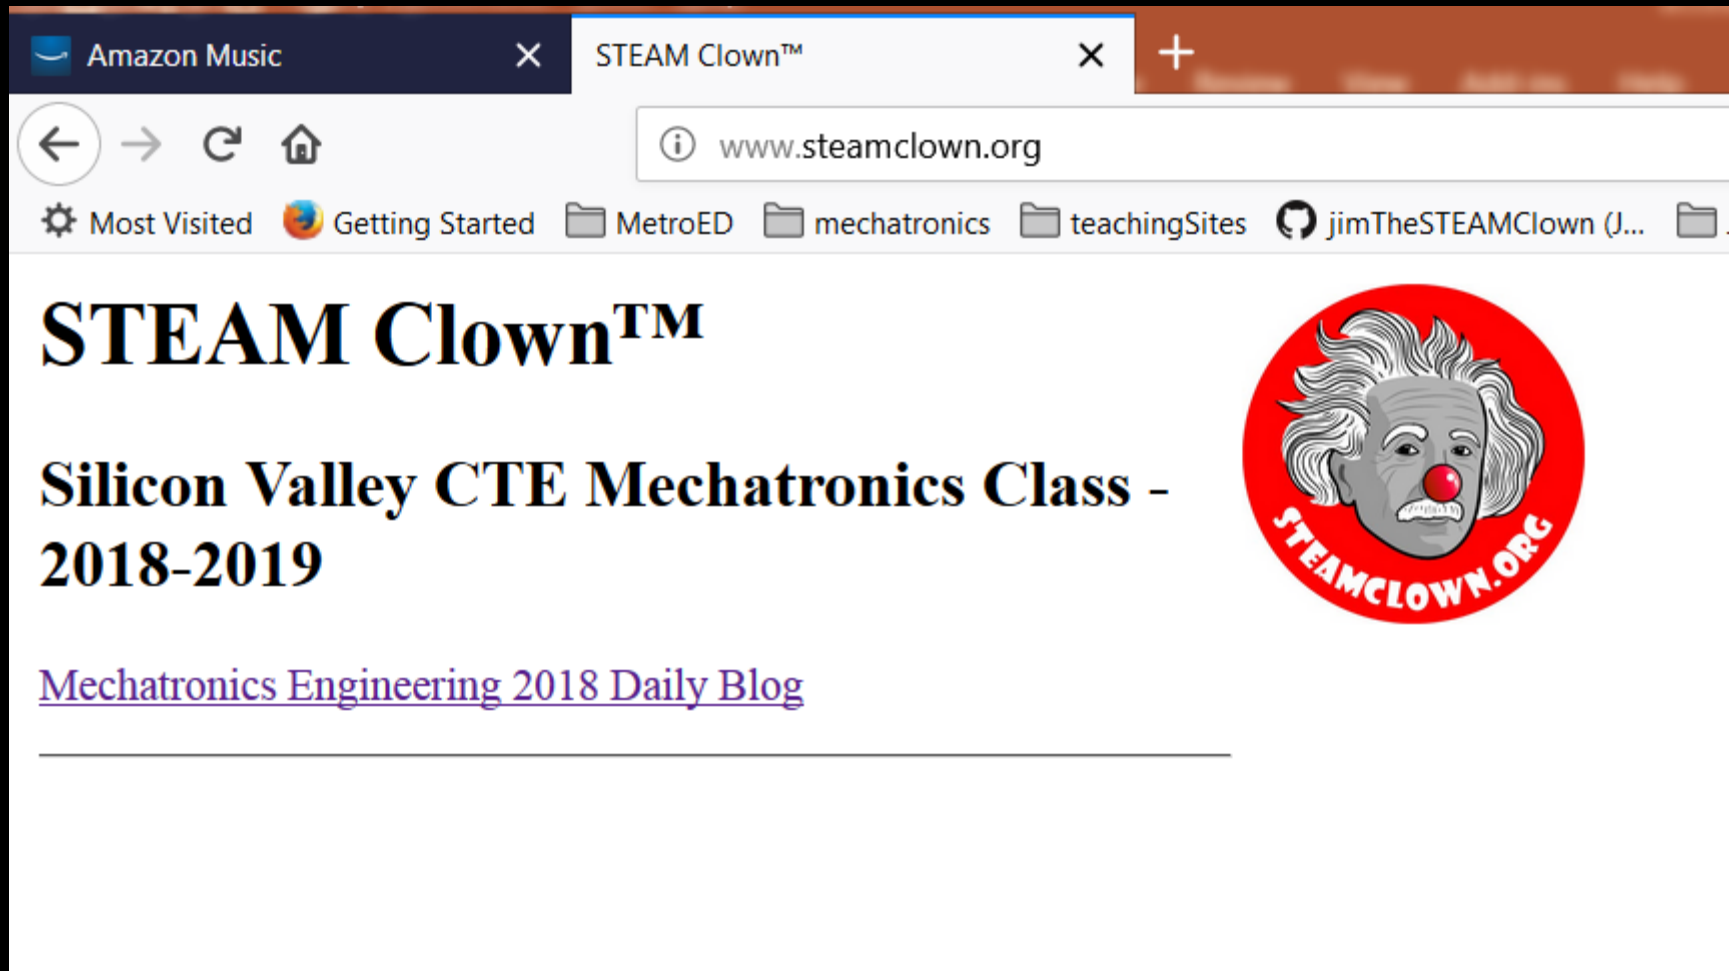 Amazon Music
STEAM Clown™
www.steamclown.org
Most Visited Getting Started MetroED mechatronics teachingSites jimTheSTEAMClown (J...
STEAM Clown™
Silicon Valley CTE Mechatronics Class -
2018-2019
Mechatronics Engineering 2018 Daily Blog
STEAMCLOWN.ORG